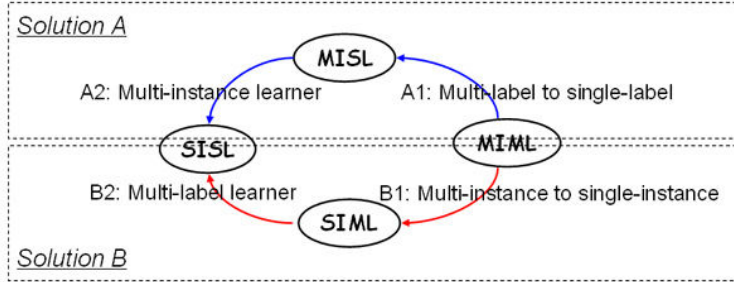 Solution A
MISL
A2: Multi-instance learner
A1: Multi-label to single-label
SISL
MIML
B2: Multi-label learner
B1: Multi-instance to single-instance
SIML
Solution B